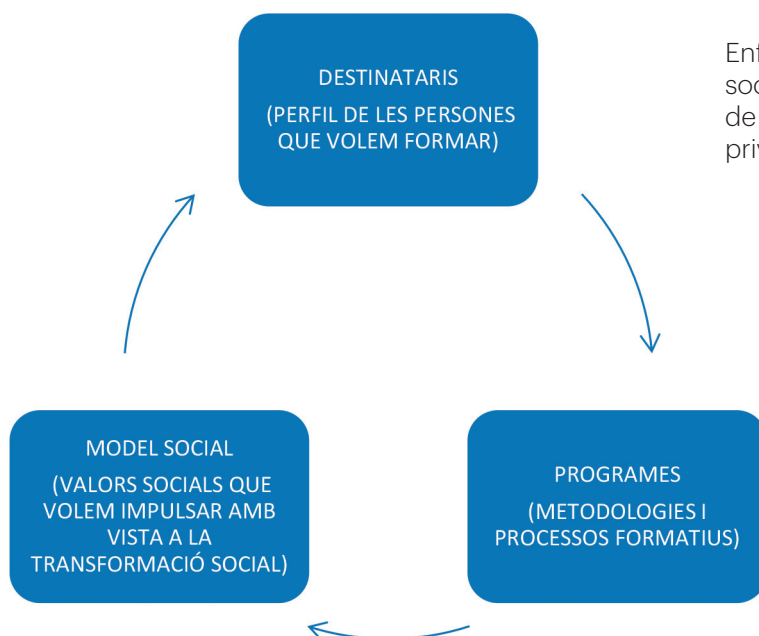 DESTINATARIS
(PERFIL DE LES PERSONES
QUE VOLEM FORMAR)
MODEL SOCIAL
(VALORS SOCIALS QUE
VOLEM IMPULSAR AMB
VISTA A LA
TRANSFORMACIÓ SOCIAL)
PROGRAMES
(METODOLOGIES I
PROCESSOS FORMATIUS)
de